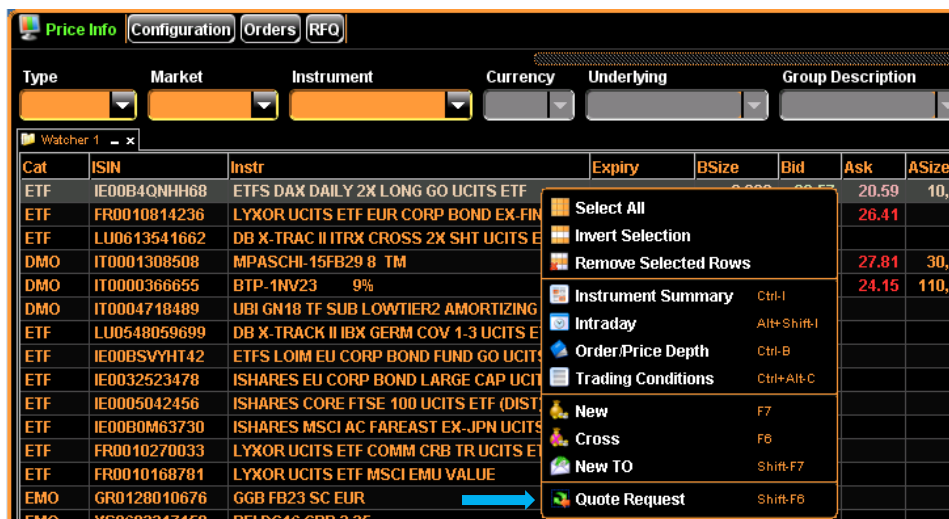 Price Info Configuration Orders RFQ
Type Market Instrument Currency Underlying Group Description
Watcher 1
Cat ISIN Instr Expiry BSize Bid Ask ASize
ETF IE00B4QNHH68 ETFS DAX DAILY 2X LONG GO UCITS ETF 20.59 10,
ETF FR0010814236 LYXOR UCITS ETF EUR CORP BOND EX-FIN 26.41
ETF LU0613541662 DB X-TRAC II ITRX CROSS 2X SHT UCITS E
DMO IT0001308508 MPASCHI-15FB29 8 TM 27.81 30,
DMO IT0000366655 BTP-1NV23 9% 24.15 110,
DMO IT0004718489 UBI GN18 TF SUB LOWTIER2 AMORTIZING
ETF LU0548059699 DB X-TRACK II IBX GERM COV 1-3 UCITS E
ETF IE00BSVYHT42 ETFS LOIM EU CORP BOND FUND GO UCITS
ETF IE0032523478 ISHARES EU CORP BOND LARGE CAP UCIT
ETF IE0005042456 ISHARES CORE FTSE 100 UCITS ETF (DIST)
ETF IE00B0M63730 ISHARES MSCI AC FAREAST EX-JPN UCITS
ETF FR0010270033 LYXOR UCITS ETF COMM CRB TR UCITS ET
ETF FR0010168781 LYXOR UCITS ETF MSCI EMU VALUE
EMO GR0128010676 GGB FB23 SC EUR
Select All
Invert Selection
Remove Selected Rows
Instrument Summary Ctrl-I
Intraday Alt+Shift-I
Order/Price Depth Ctrl-B
Trading Conditions Ctrl+Alt-C
New F7
Cross F6
New TO Shift-F7
Quote Request Shift-F6